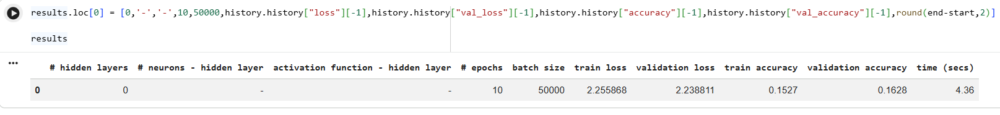 results.loc[0] = [0,'-','-',10,50000,history.history["loss"][-1],history.history["val_loss"][-1],history.history["accuracy"][-1],history.history["val_accuracy"][-1],round(end-start,2)]
results
# hidden layers # neurons - hidden layer activation function - hidden layer # epochs batch size train loss validation loss train accuracy validation accuracy time (secs)
0 0 - - 10 50000 2.255868 2.238811 0.1527 0.1628 4.36